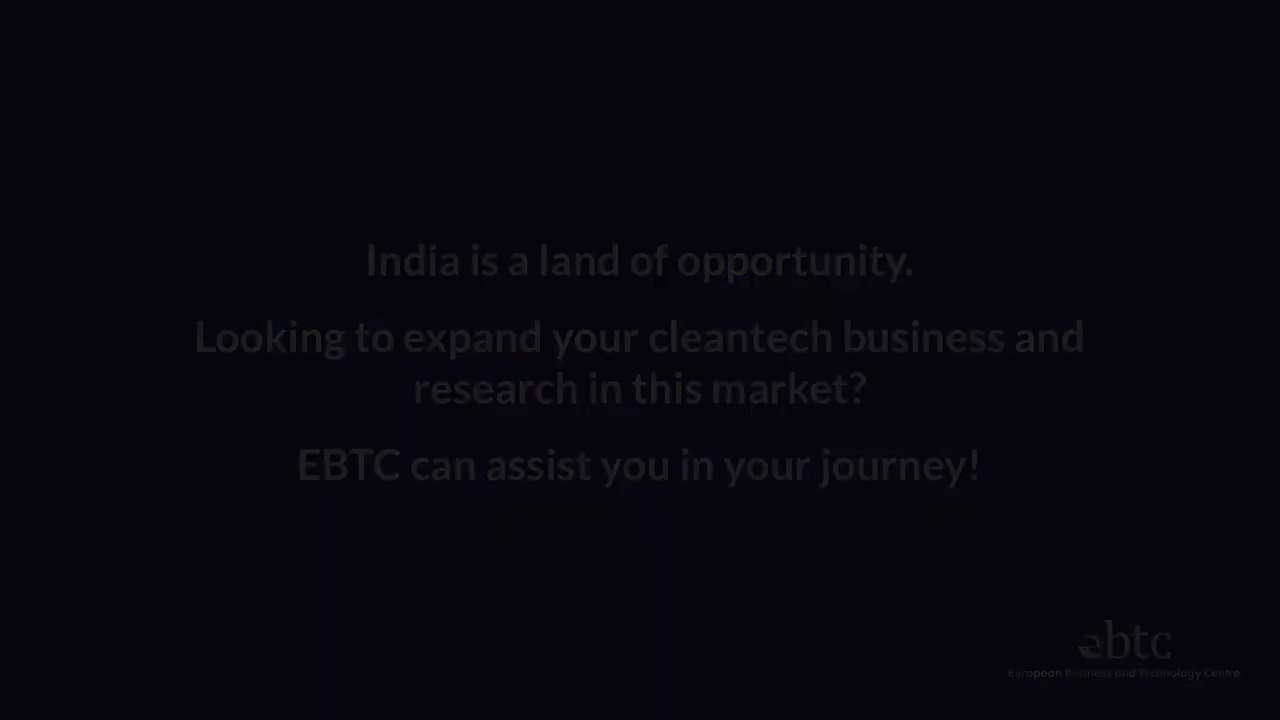 India is a land of opportunity.
Looking to expand your cleantech business and
research in this market?
EBTC can assist you in your journey!
ebtc
European Business and Technology Centre